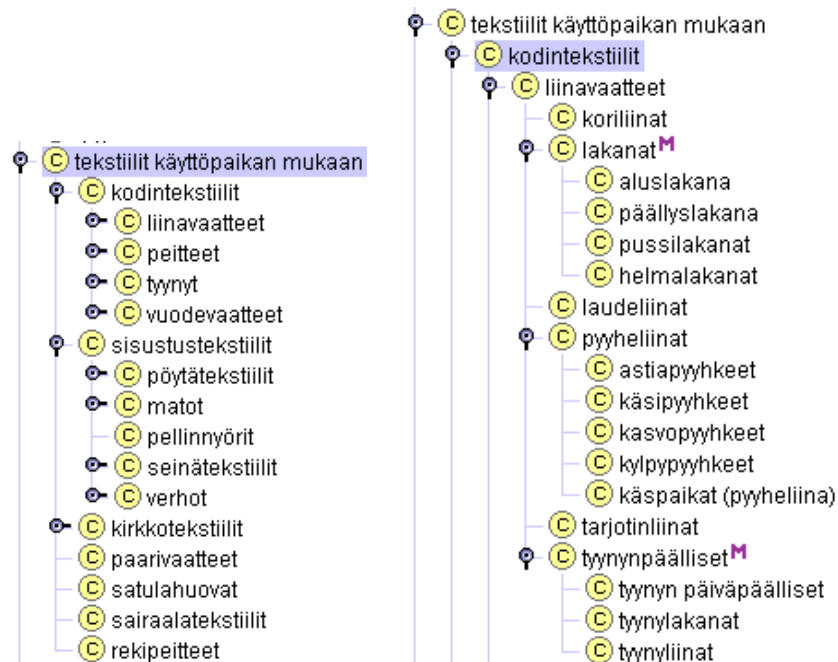 tekstiilit käyttöpaikan mukaan
C kodintekstiilit
C liinavaatteet
C peitteet
C tyynyt
C vuodevaatteet
C sisustustekstiilit
C pöytätekstiilit
C matot
C pellinnyörit
C seinätekstiilit
C verhot
C kirkkotekstiilit
C paarivaatteet
C satulahuovat
C sairaalatekstiilit
C rekipeitteet
C tekstiilit käyttöpaikan mukaan
C kodintekstiilit
C liinavaatteet
C koriliinat
C lakanat M
C aluslakana
C päällyslakana
C pussilakanat
C helmalakanat
C laudeliinat
C pyyheliinat
C astiapyyhkeet
C käsipyyhkeet
C kasvopyyhkeet
C kylpypyyhkeet
C käspaikat (pyyheliina)
C tarjotinliinat
C tyynynpäälliset M
C tyynyn päiväpäälliset
C tyynylakanat
C tyynyliinat